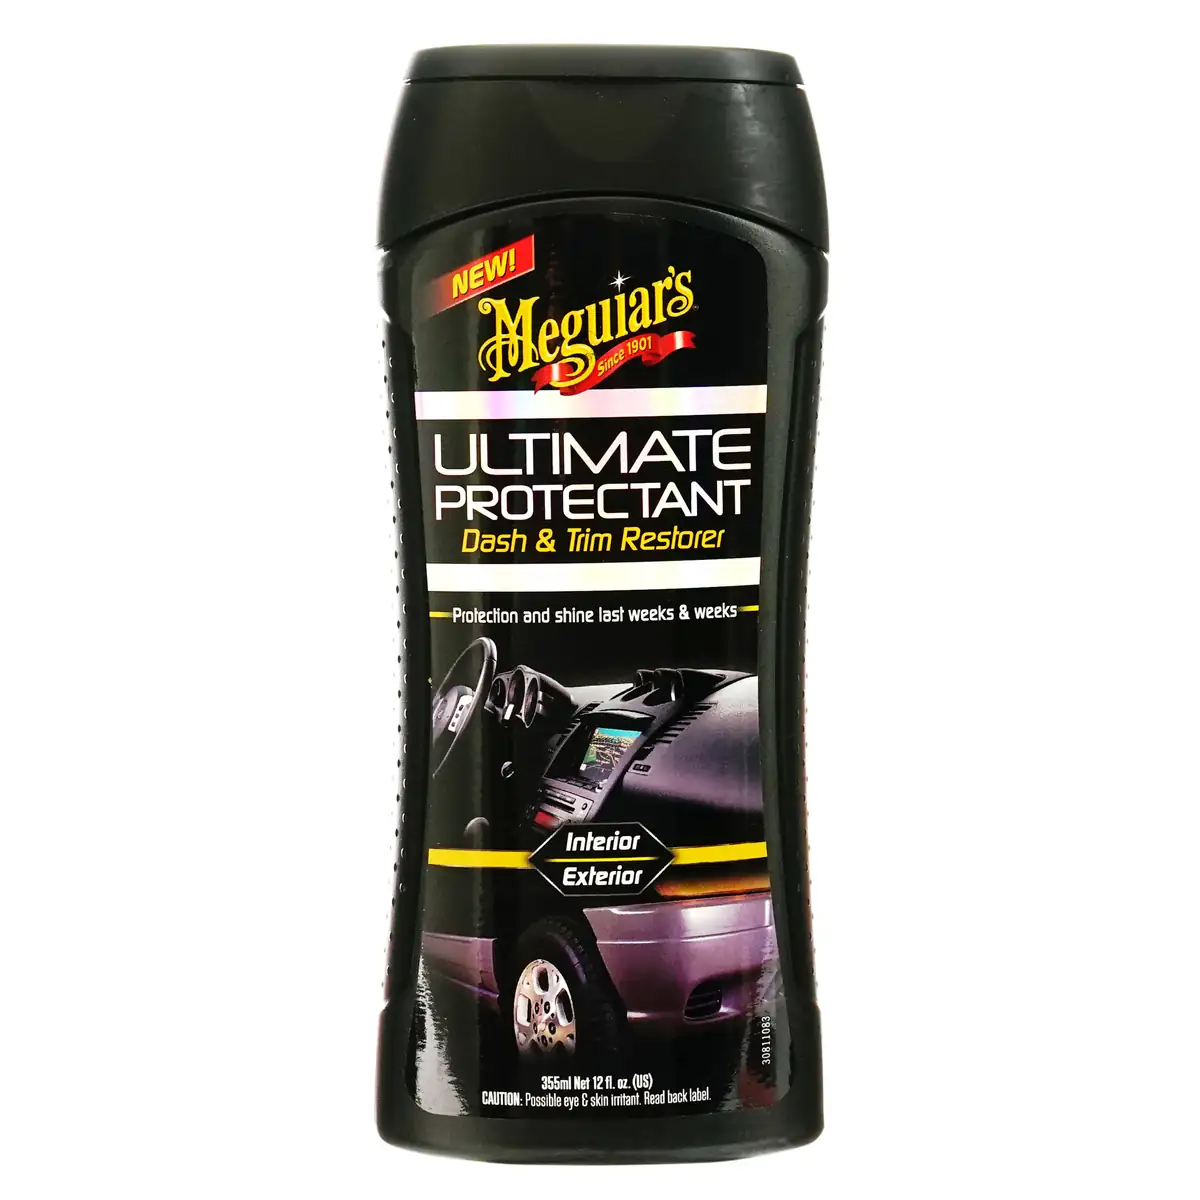 NEW!
Meguiar's
Since 1901
ULTIMATE
PROTECTANT
Dash & Trim Restorer
Protection and shine last weeks & weeks
Interior
Exterior
30811083
355ml Net 12 fl. oz. (US)
CAUTION: Possible eye & skin irritant. Read back label.